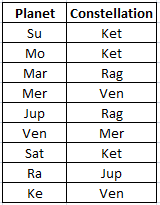 Planet Constellation
Su Ket
Mo Ket
Mar Rag
Mer Ven
Jup Rag
Ven Mer
Sat Ket
Ra Jup
Ke Ven